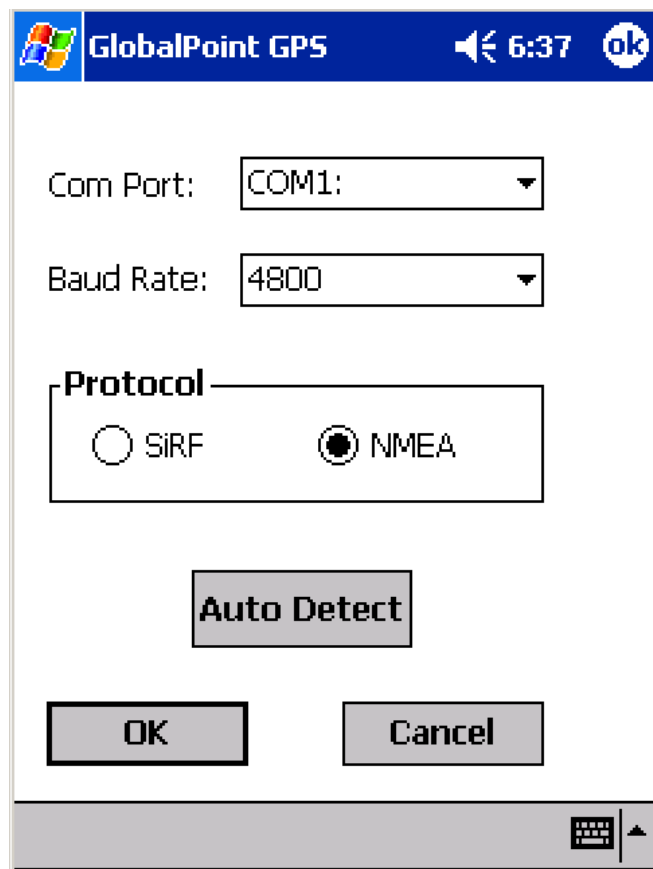 GlobalPoint GPS 6:37 ok
Com Port: COM1:
Baud Rate: 4800
Protocol
SiRF NMEA
Auto Detect
OK Cancel